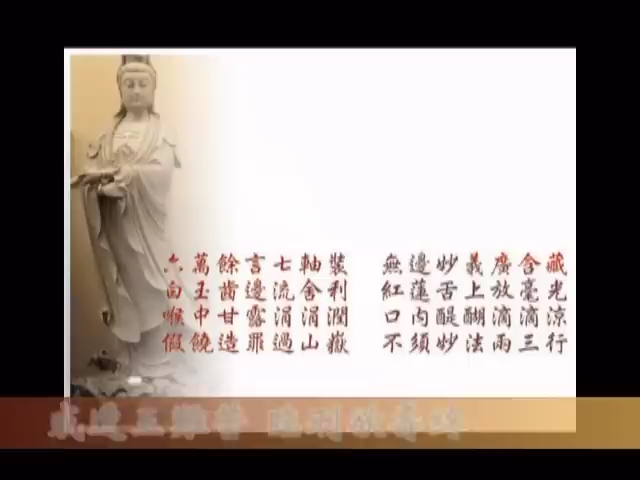 六萬餘言七軸裝 無邊妙義廣含藏
白玉齒邊流舍利 紅蓮舌上放毫光
喉中甘露涓涓潤 口內醍醐滴滴涼
假饒造罪過山嶽 不須妙法兩三行